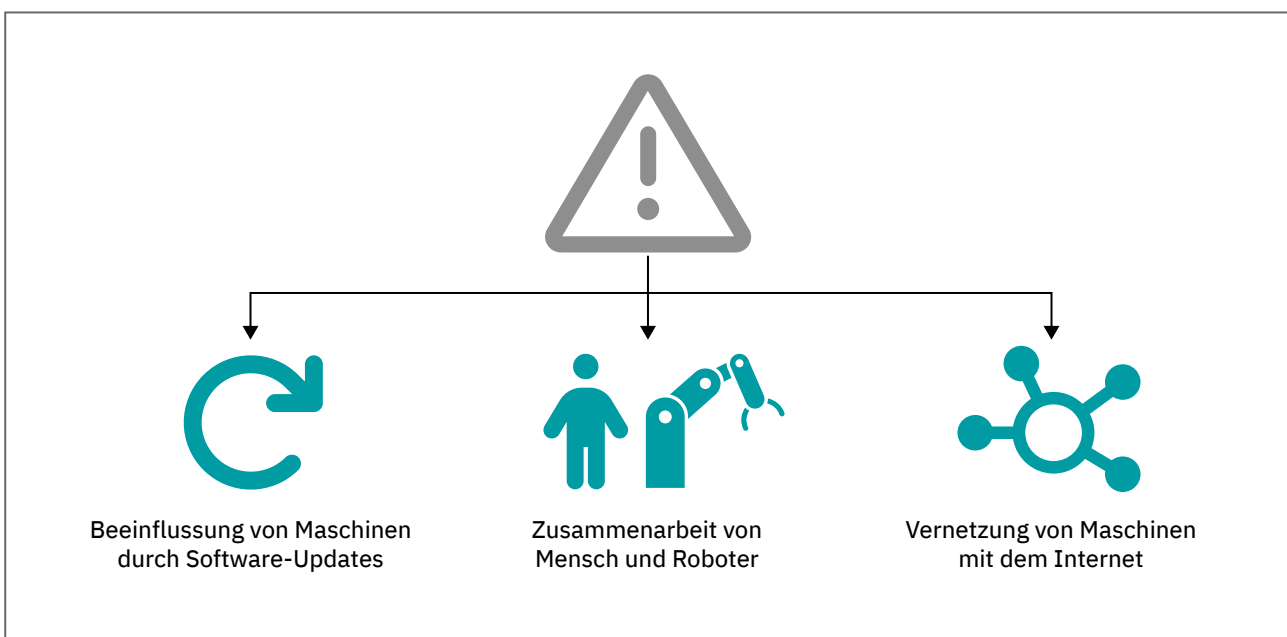 Beeinflussung von Maschinen
durch Software-Updates
Zusammenarbeit von
Mensch und Roboter
Vernetzung von Maschinen
mit dem Internet